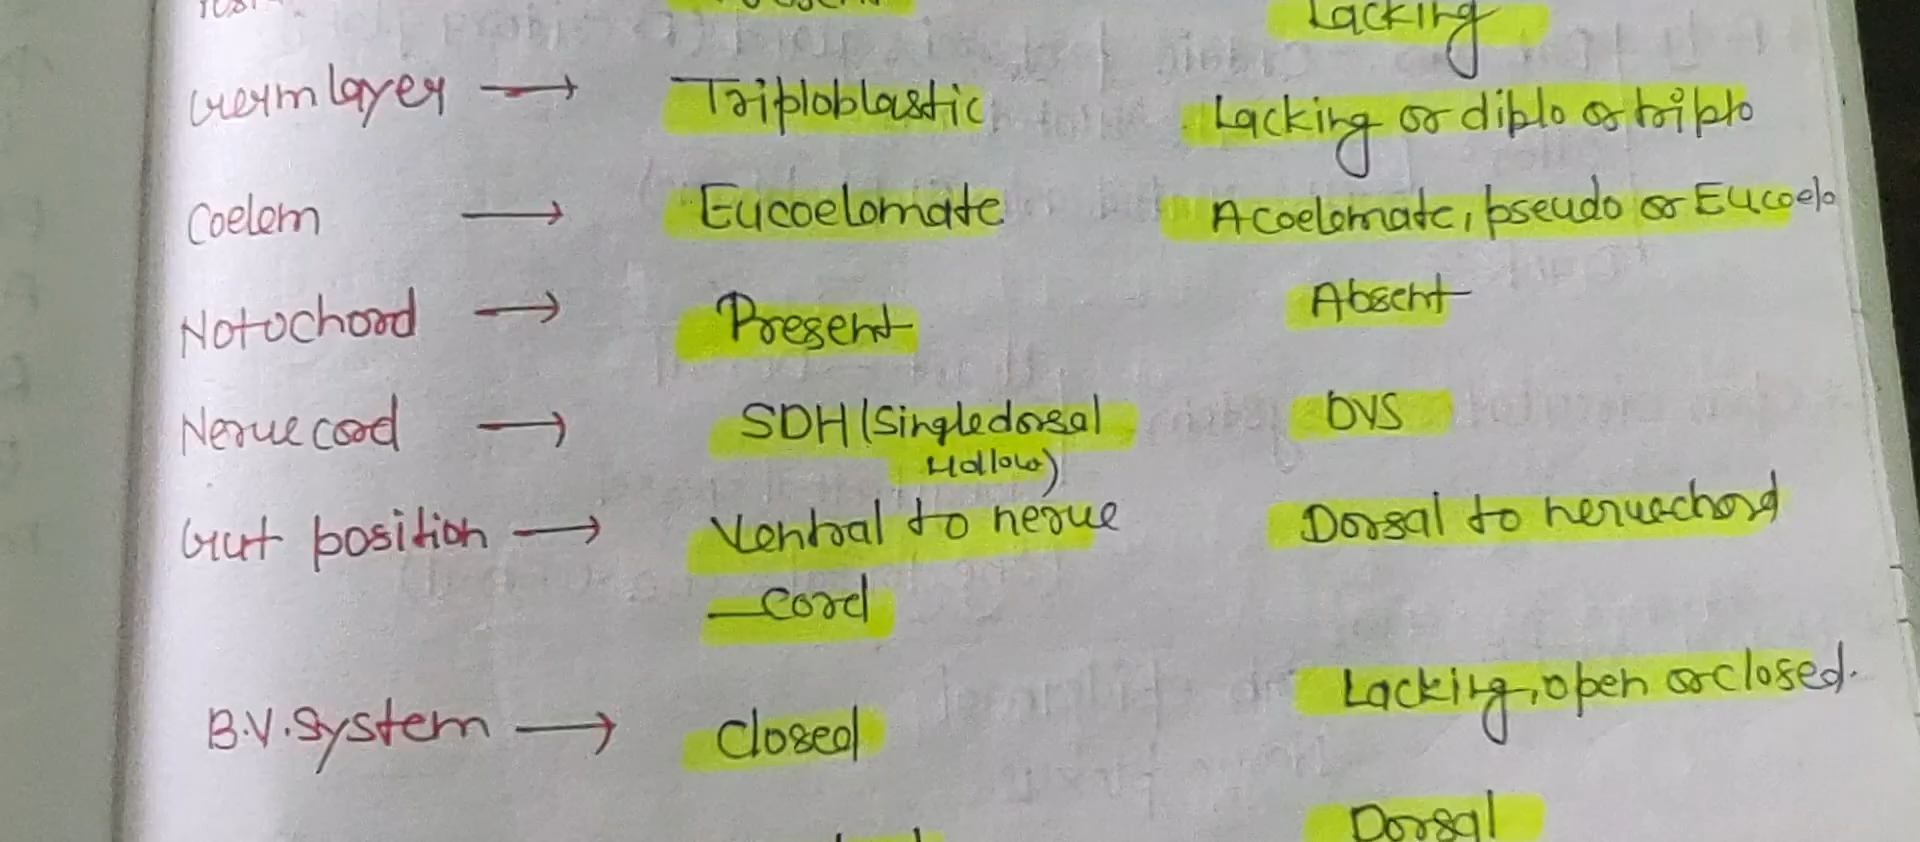 Lacking
Germ layer → Triploblastic Lacking or diplo or triplo
Coelom → Eucoelomate Acoelomate, pseudo or Eucoelo
Notochord → Present Absent
Nerve cord → SDH (Single dorsal Hollow) DVS
Gut position → Ventral to nerve Dorsal to nervechord
— Cord
B.V. System → Closed Lacking, open or closed.
Dorsal